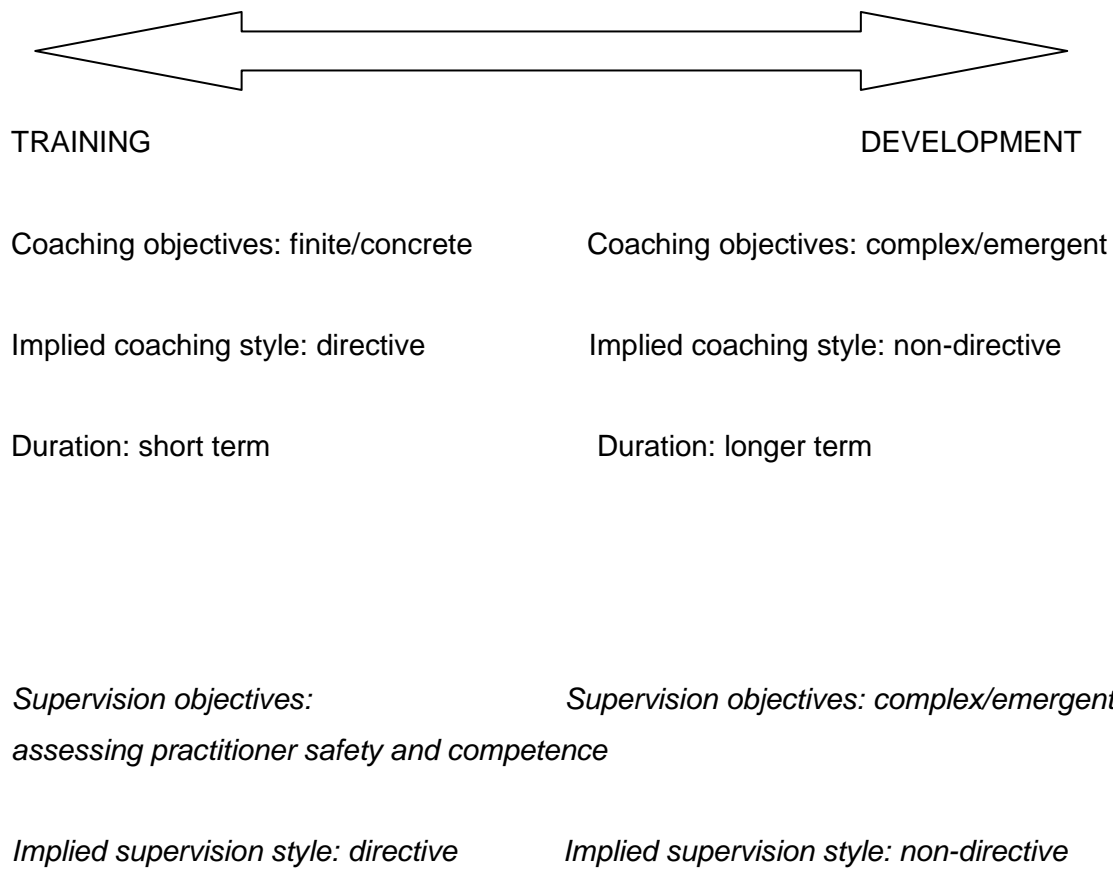 TRAINING DEVELOPMENT
Coaching objectives: finite/concrete Coaching objectives: complex/emergent
Implied coaching style: directive Implied coaching style: non-directive
Duration: short term Duration: longer term
Supervision objectives: Supervision objectives: complex/emergent
assessing practitioner safety and competence
Implied supervision style: directive Implied supervision style: non-directive